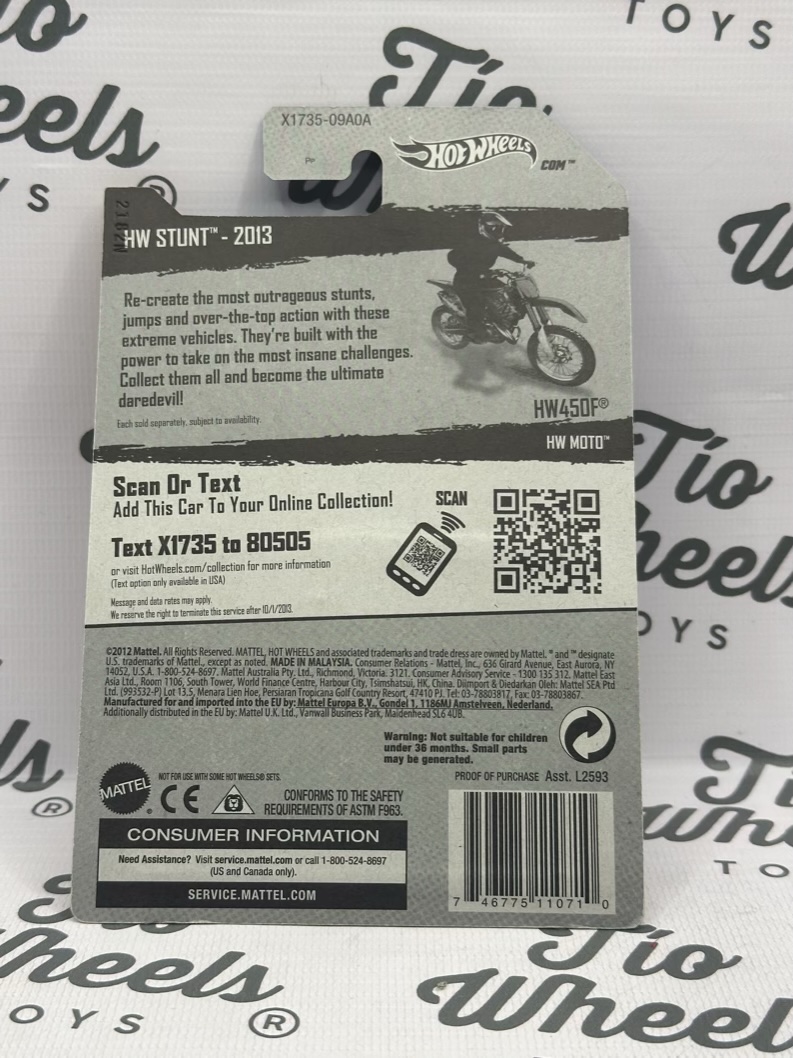 TOYS
Tío
Wheels
X1735-09A0A
HOT WHEELS
.COM™
2182N
HW STUNT™ - 2013
Re-create the most outrageous stunts,
jumps and over-the-top action with these
extreme vehicles. They're built with the
power to take on the most insane challenges.
Collect them all and become the ultimate
daredevil!
Each sold separately, subject to availability.
HW450F®
HW MOTO™
Scan Or Text
Add This Car To Your Online Collection!
SCAN
Text X1735 to 80505
or visit HotWheels.com/collection for more information
(Text option only available in USA)
Message and data rates may apply.
We reserve the right to terminate this service after 10/1/2013.
©2012 Mattel. All Rights Reserved. MATTEL, HOT WHEELS and associated trademarks and trade dress are owned by Mattel. ® and ™ designate
U.S. trademarks of Mattel, except as noted. MADE IN MALAYSIA. Consumer Relations - Mattel, Inc., 636 Girard Avenue, East Aurora, NY
14052, U.S.A. 1-800-524-8697. Mattel Australia Pty. Ltd., Richmond, Victoria. 3121. Consumer Advisory Service - 1300 135 312. Mattel East
Asia Ltd., Room 1106, South Tower, World Finance Centre, Harbour City, Tsimshatsui, HK, China. Diimport & Diedarkan Oleh: Mattel SEA Ptd
Ltd. (993532-P) Lot 13.5, Menara Lien Hoe, Persiaran Tropicana Golf Country Resort, 47410 PJ. Tel: 03-78803817, Fax: 03-78803867.
Manufactured for and imported into the EU by: Mattel Europa B.V., Gondel 1, 1186MJ Amstelveen, Nederland.
Additionally distributed in the EU by: Mattel U.K. Ltd., Vanwall Business Park, Maidenhead SL6 4UB.
Warning: Not suitable for children
under 36 months. Small parts
may be generated.
PROOF OF PURCHASE Asst. L2593
NOT FOR USE WITH SOME HOT WHEELS® SETS.
MATTEL
CE
CONFORMS TO THE SAFETY
REQUIREMENTS OF ASTM F963.
CONSUMER INFORMATION
Need Assistance? Visit service.mattel.com or call 1-800-524-8697
(US and Canada only).
SERVICE.MATTEL.COM
7 46775 11071 0
Tío
Wheels
TOYS
Wheels
TOYS ®
Tío
Wheels